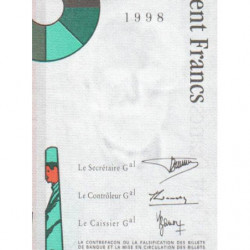 1998
ent Francs
Le Secrétaire Gal
Le Contrôleur Gal
Le Caissier Gal
LA CONTREFAÇON OU LA FALSIFICATION DES BILLETS
DE BANQUE ET LA MISE EN CIRCULATION DES BILLETS